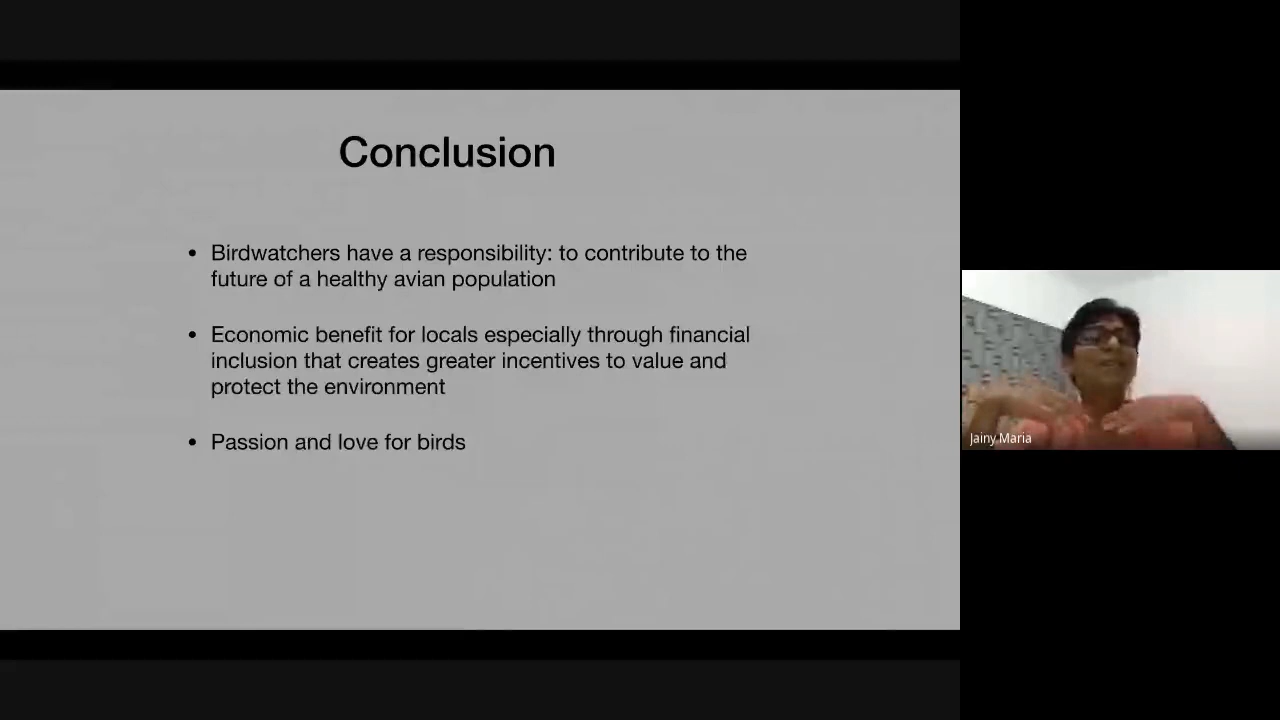 Conclusion
• Birdwatchers have a responsibility: to contribute to the
future of a healthy avian population
• Economic benefit for locals especially through financial
inclusion that creates greater incentives to value and
protect the environment
• Passion and love for birds
Jainy Maria